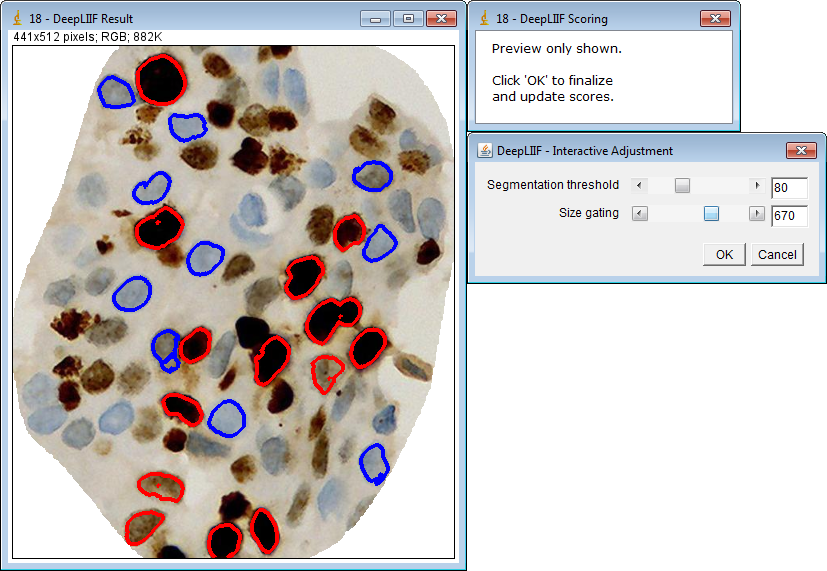 18 - DeepLIIF Result
441x512 pixels; RGB; 882K
18 - DeepLIIF Scoring
Preview only shown.
Click 'OK' to finalize
and update scores.
DeepLIIF - Interactive Adjustment
Segmentation threshold 80
Size gating 670
OK Cancel